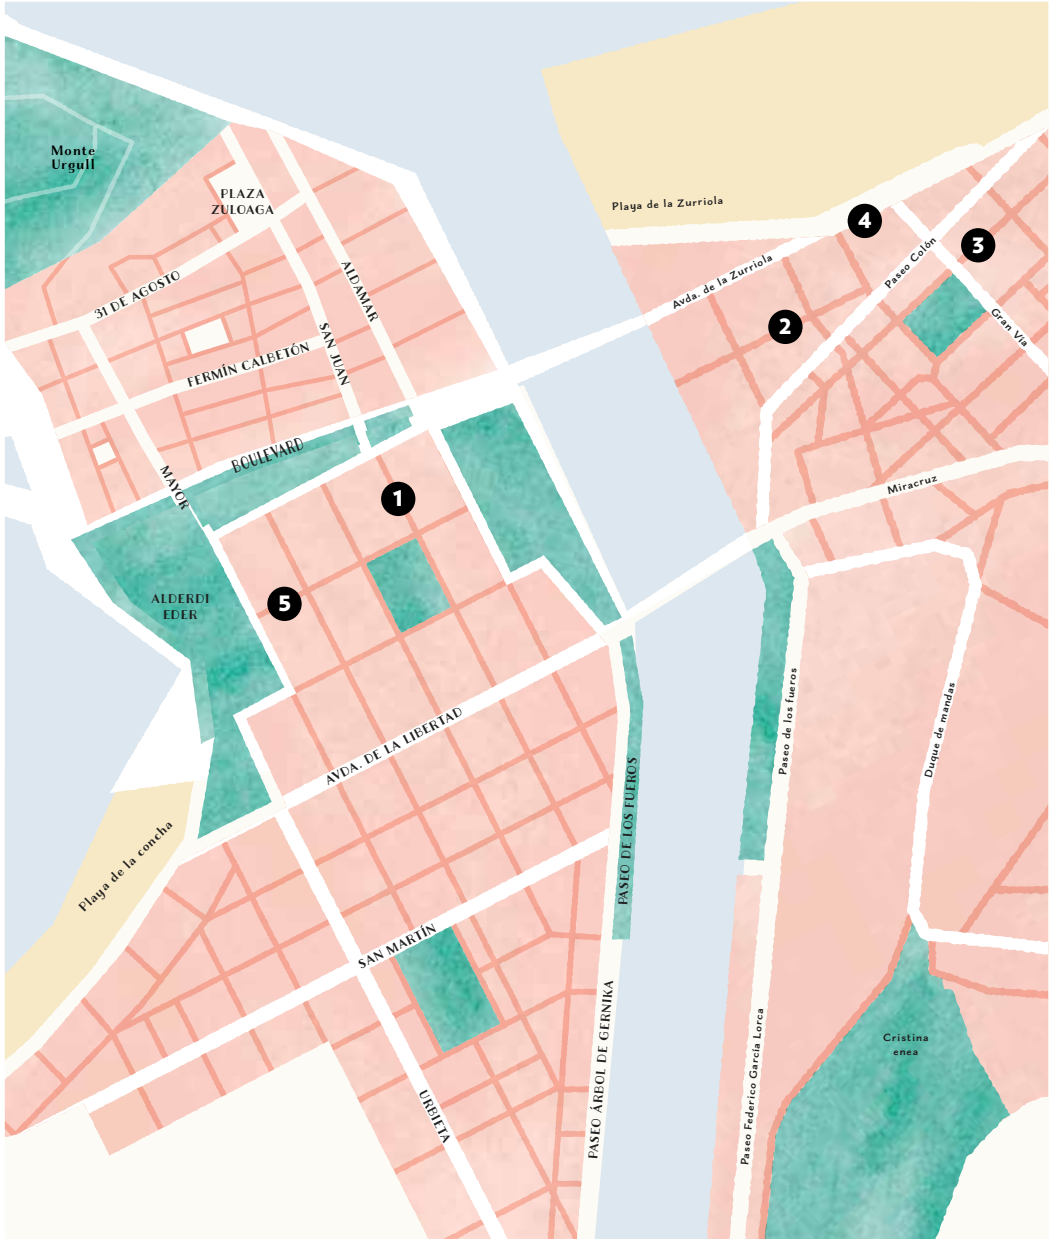 Monte
Urgull
PLAZA
ZULOAGA
Playa de la Zurriola
4
3
Paseo Colón
31 DE AGOSTO
ALDAMAR
Avda. de la Zurriola
2
Gran Vía
SAN JUAN
FERMÍN CALBETÓN
BOULEVARD
MAYOR
1
Miracruz
ALDERDI
EDER
5
AVDA. DE LA LIBERTAD
Paseo de los fueros
Duque de mandas
PASEO DE LOS FUEROS
Playa de la concha
SAN MARTÍN
PASEO ÁRBOL DE GERNIKA
Paseo Federico García Lorca
Cristina
enea
URBIETA